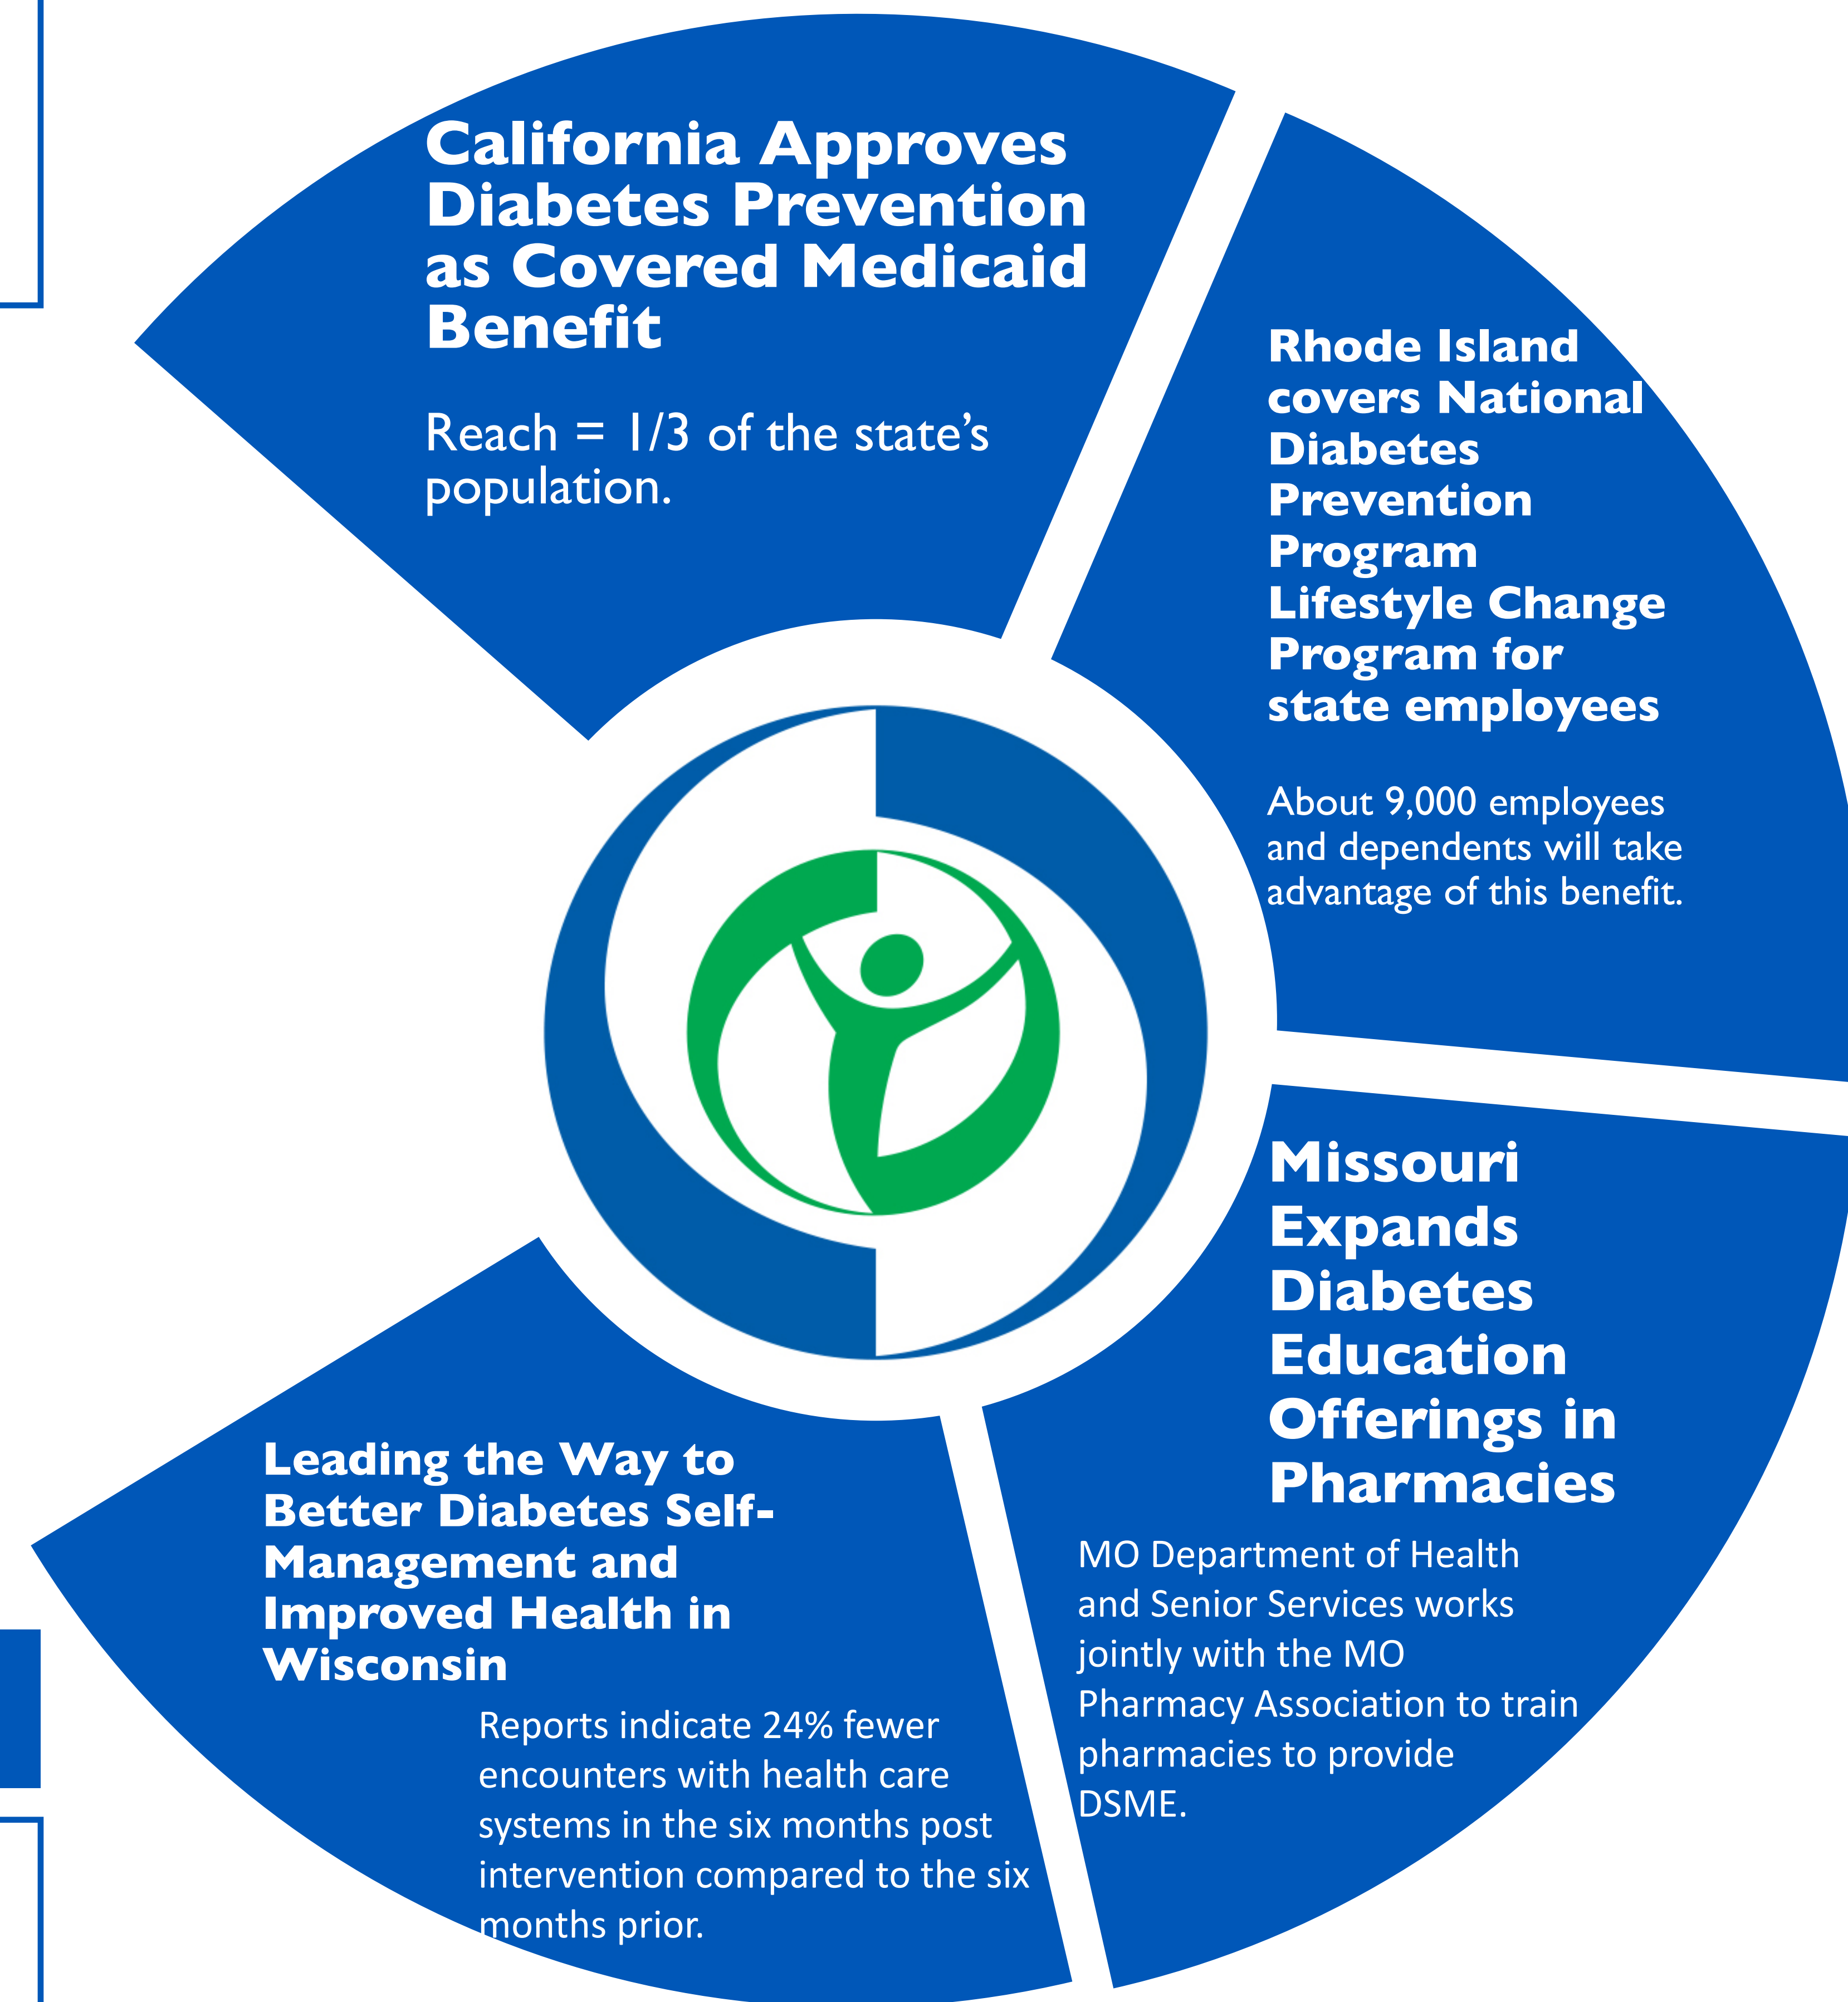 California Approves
Diabetes Prevention
as Covered Medicaid
Benefit
Reach = 1/3 of the state's
population.
Rhode Island
covers National
Diabetes
Prevention
Program
Lifestyle Change
Program for
state employees
About 9,000 employees
and dependents will take
advantage of this benefit.
Missouri
Expands
Diabetes
Education
Offerings in
Pharmacies
MO Department of Health
and Senior Services works
jointly with the MO
Pharmacy Association to train
pharmacies to provide
DSME.
Leading the Way to
Better Diabetes Self-
Management and
Improved Health in
Wisconsin
Reports indicate 24% fewer
encounters with health care
systems in the six months post
intervention compared to the six
months prior.